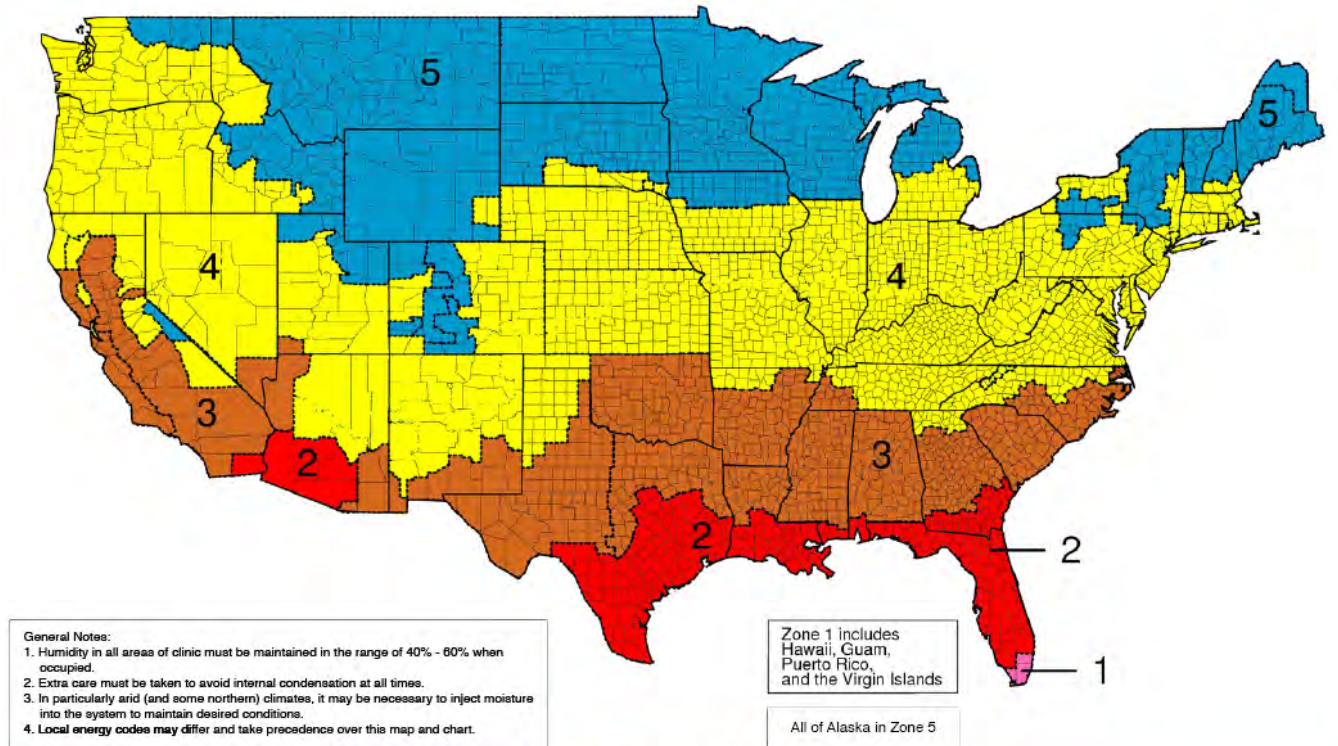 5
5
4
4
3
3
2
2
2
1
General Notes:
1. Humidity in all areas of clinic must be maintained in the range of 40% - 60% when
occupied.
2. Extra care must be taken to avoid internal condensation at all times.
3. In particularly arid (and some northern) climates, it may be necessary to inject moisture
into the system to maintain desired conditions.
4. Local energy codes may differ and take precedence over this map and chart.
Zone 1 includes
Hawaii, Guam,
Puerto Rico,
and the Virgin Islands
All of Alaska in Zone 5